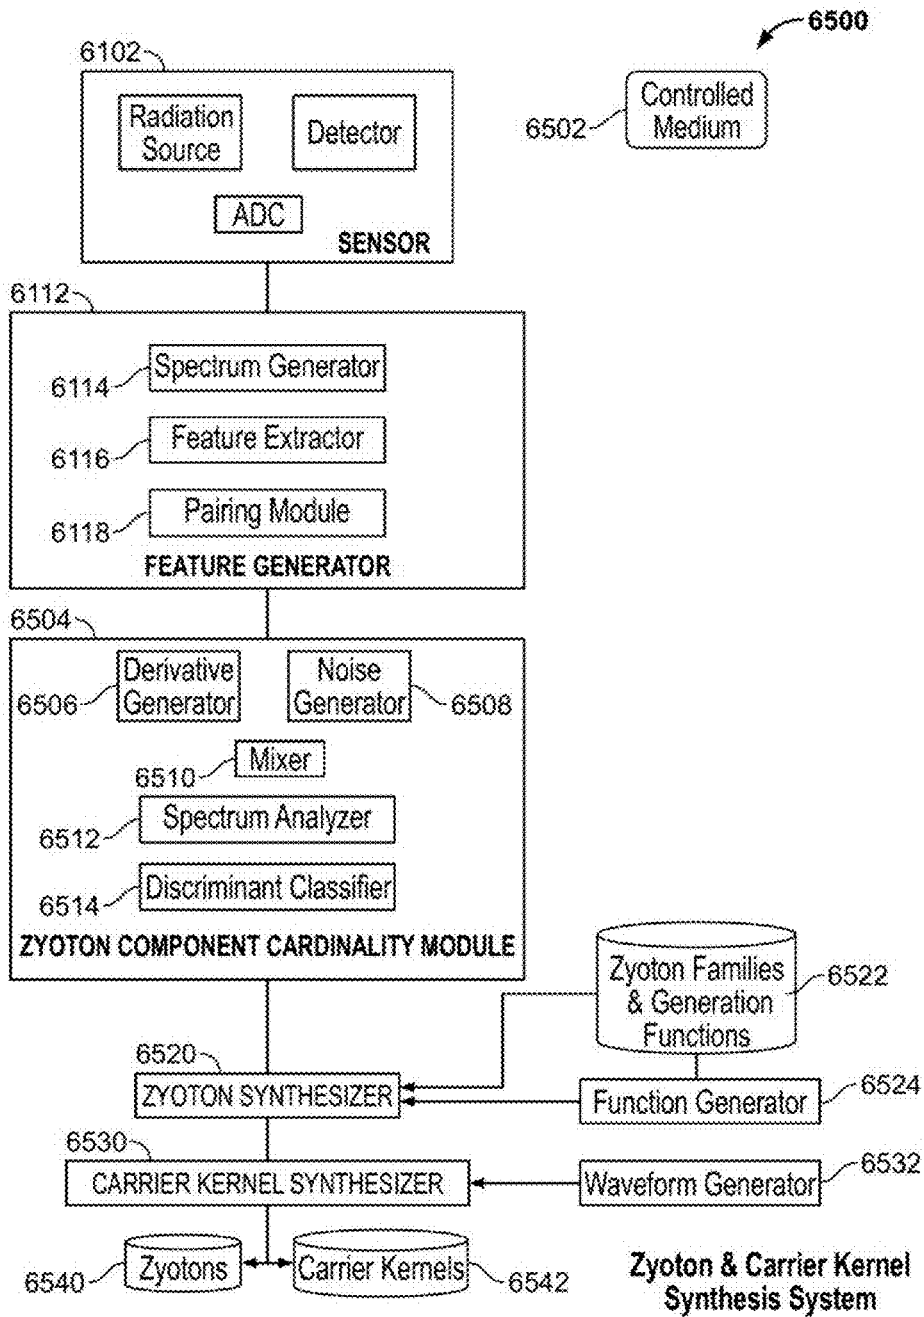 6500
6102
Radiation
Source
Detector
ADC
SENSOR
6502
Controlled
Medium
6112
6114
Spectrum Generator
6116
Feature Extractor
6118
Pairing Module
FEATURE GENERATOR
6504
Derivative
Generator
6506
Noise
Generator
6508
Mixer
6510
Spectrum Analyzer
6512
Discriminant Classifier
6514
ZYOTON COMPONENT CARDINALITY MODULE
Zyoton Families
& Generation
Functions
6522
6520
ZYOTON SYNTHESIZER
Function Generator
6524
6530
CARRIER KERNEL SYNTHESIZER
Waveform Generator
6532
6540
Zyotons
Carrier Kernels
6542
Zyoton & Carrier Kernel
Synthesis System